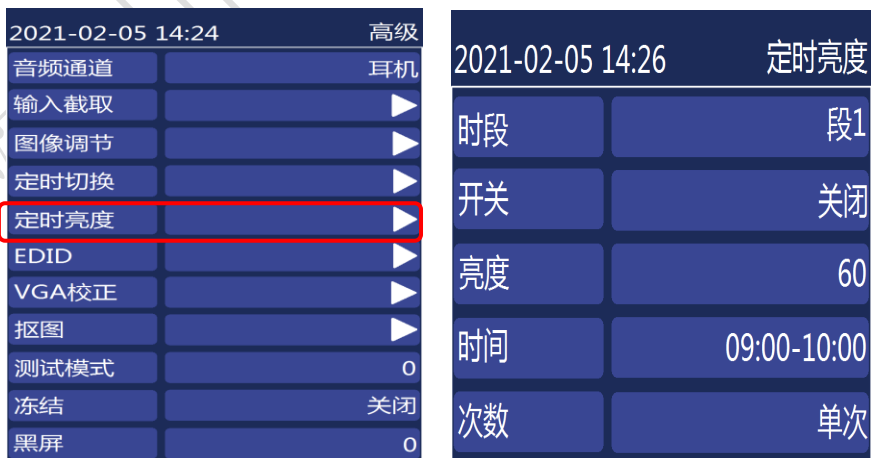 2021-02-05 14:24 高级
音频通道 耳机
输入截取
图像调节
定时切换
定时亮度
EDID
VGA校正
抠图
测试模式 0
冻结 关闭
黑屏 0
2021-02-05 14:26 定时亮度
时段 段1
开关 关闭
亮度 60
时间 09:00-10:00
次数 单次